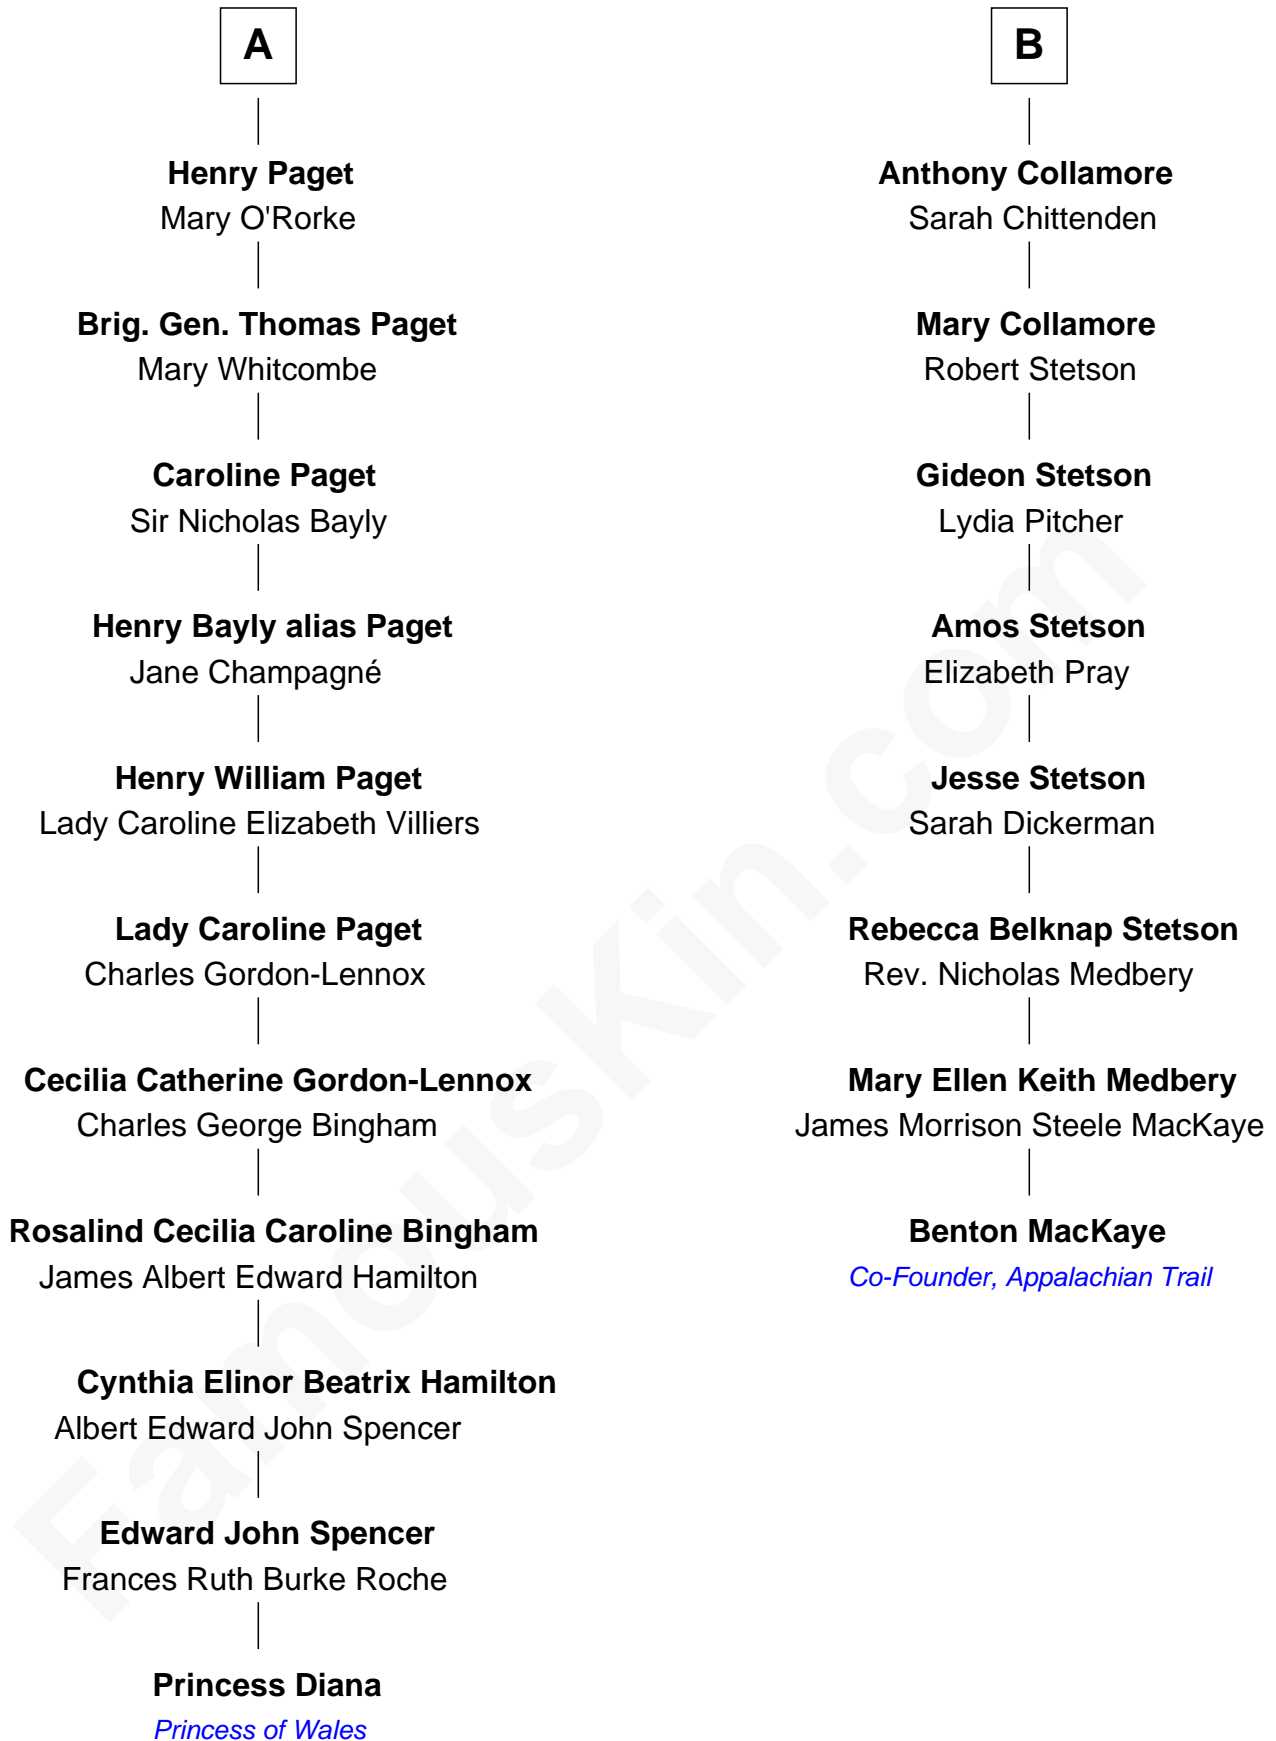 A
Henry Paget
Mary O'Rorke
Brig. Gen. Thomas Paget
Mary Whitcombe
Caroline Paget
Sir Nicholas Bayly
Henry Bayly alias Paget
Jane Champagné
Henry William Paget
Lady Caroline Elizabeth Villiers
Lady Caroline Paget
Charles Gordon-Lennox
Cecilia Catherine Gordon-Lennox
Charles George Bingham
Rosalind Cecilia Caroline Bingham
James Albert Edward Hamilton
Cynthia Elinor Beatrix Hamilton
Albert Edward John Spencer
Edward John Spencer
Frances Ruth Burke Roche
Princess Diana
Princess of Wales
B
Anthony Collamore
Sarah Chittenden
Mary Collamore
Robert Stetson
Gideon Stetson
Lydia Pitcher
Amos Stetson
Elizabeth Pray
Jesse Stetson
Sarah Dickerman
Rebecca Belknap Stetson
Rev. Nicholas Medbery
Mary Ellen Keith Medbery
James Morrison Steele MacKaye
Benton MacKaye
Co-Founder, Appalachian Trail
FamousKin.com